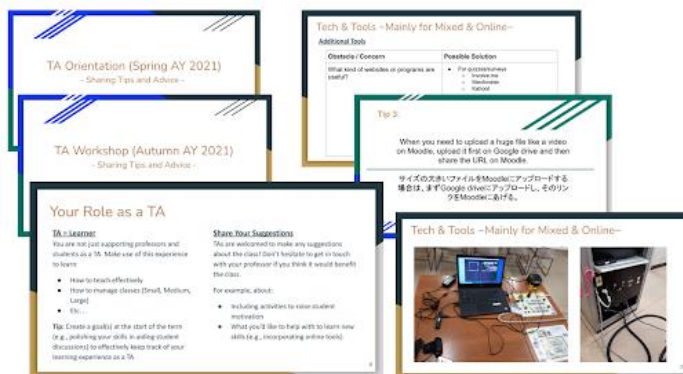 TA Orientation (Spring AY 2021)
- Sharing Tips and Advice -
TA Workshop (Autumn AY 2021)
- Sharing Tips and Advice -
Your Role as a TA
TA = Learner
You are not just supporting professors and
students as a TA. Make use of this experience
to learn
● How to teach effectively
● How to manage classes (Small, Medium,
Large)
● Etc...
Tip: Create a goal(s) at the start of the term
(e.g., polishing your skills in aiding student
discussions) to effectively keep track of your
learning experience as a TA
Share Your Suggestions
TAs are welcomed to make any suggestions
about the class! Don't hesitate to get in touch
with your professor if you think it would benefit
the class.
For example, about:
● Including activities to raise student
motivation
● What you'd like to help with to learn new
skills (e.g., incorporating online tools)
Tech & Tools ~Mainly for Mixed & Online~
Additional Tools
Obstacle / Concern
Possible Solution
What kind of websites or programs are
useful?
● For quizzes/surveys
○ Involve.me
○ Mentimeter
○ Kahoot
Tip 3:
When you need to upload a huge file like a video
on Moodle, upload it first on Google drive and then
share the URL on Moodle.
サイズの大きいファイルをMoodleにアップロードする
場合は、まずGoogle driveにアップロードし、そのリン
クをMoodleにあげる。
Tech & Tools ~Mainly for Mixed & Online~